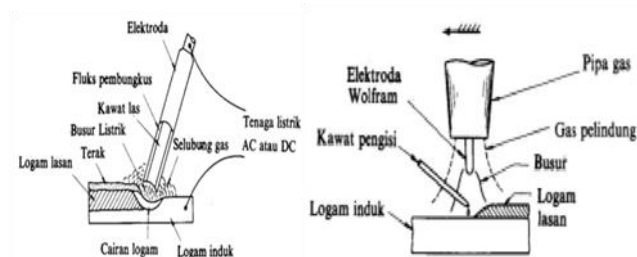 Elektroda
Fluks pembungkus
Kawat las
Busur Listrik
Selubung gas
Terak
Logam lasan
Tenaga listrik
AC atau DC
Cairan logam
Logam induk
Pipa gas
Elektroda
Wolfram
Gas pelindung
Kawat pengisi
Busur
Logam
lasan
Logam induk